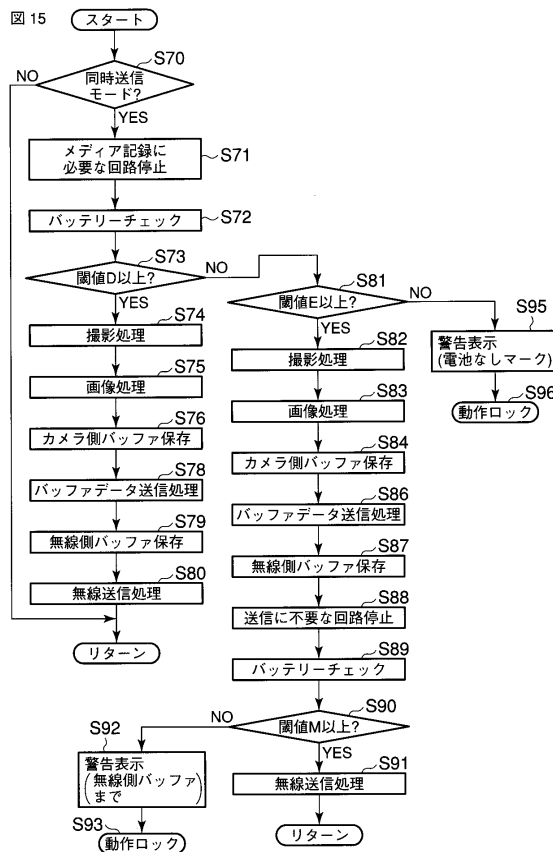 図 15
スタート
S70
同時送信
モード?
NO
YES
メディア記録に
必要な回路停止
S71
バッテリーチェック
S72
S73
閾値D以上?
NO
YES
S74
撮影処理
S75
画像処理
S76
カメラ側バッファ保存
S78
バッファデータ送信処理
S79
無線側バッファ保存
S80
無線送信処理
リターン
S81
閾値E以上?
NO
YES
S82
撮影処理
S83
画像処理
S84
カメラ側バッファ保存
S86
バッファデータ送信処理
S87
無線側バッファ保存
S88
送信に不要な回路停止
S89
バッテリーチェック
S90
閾値M以上?
NO
YES
S91
無線送信処理
リターン
S92
警告表示
(無線側バッファ
まで)
S93
動作ロック
S95
警告表示
(電池なしマーク)
S96
動作ロック